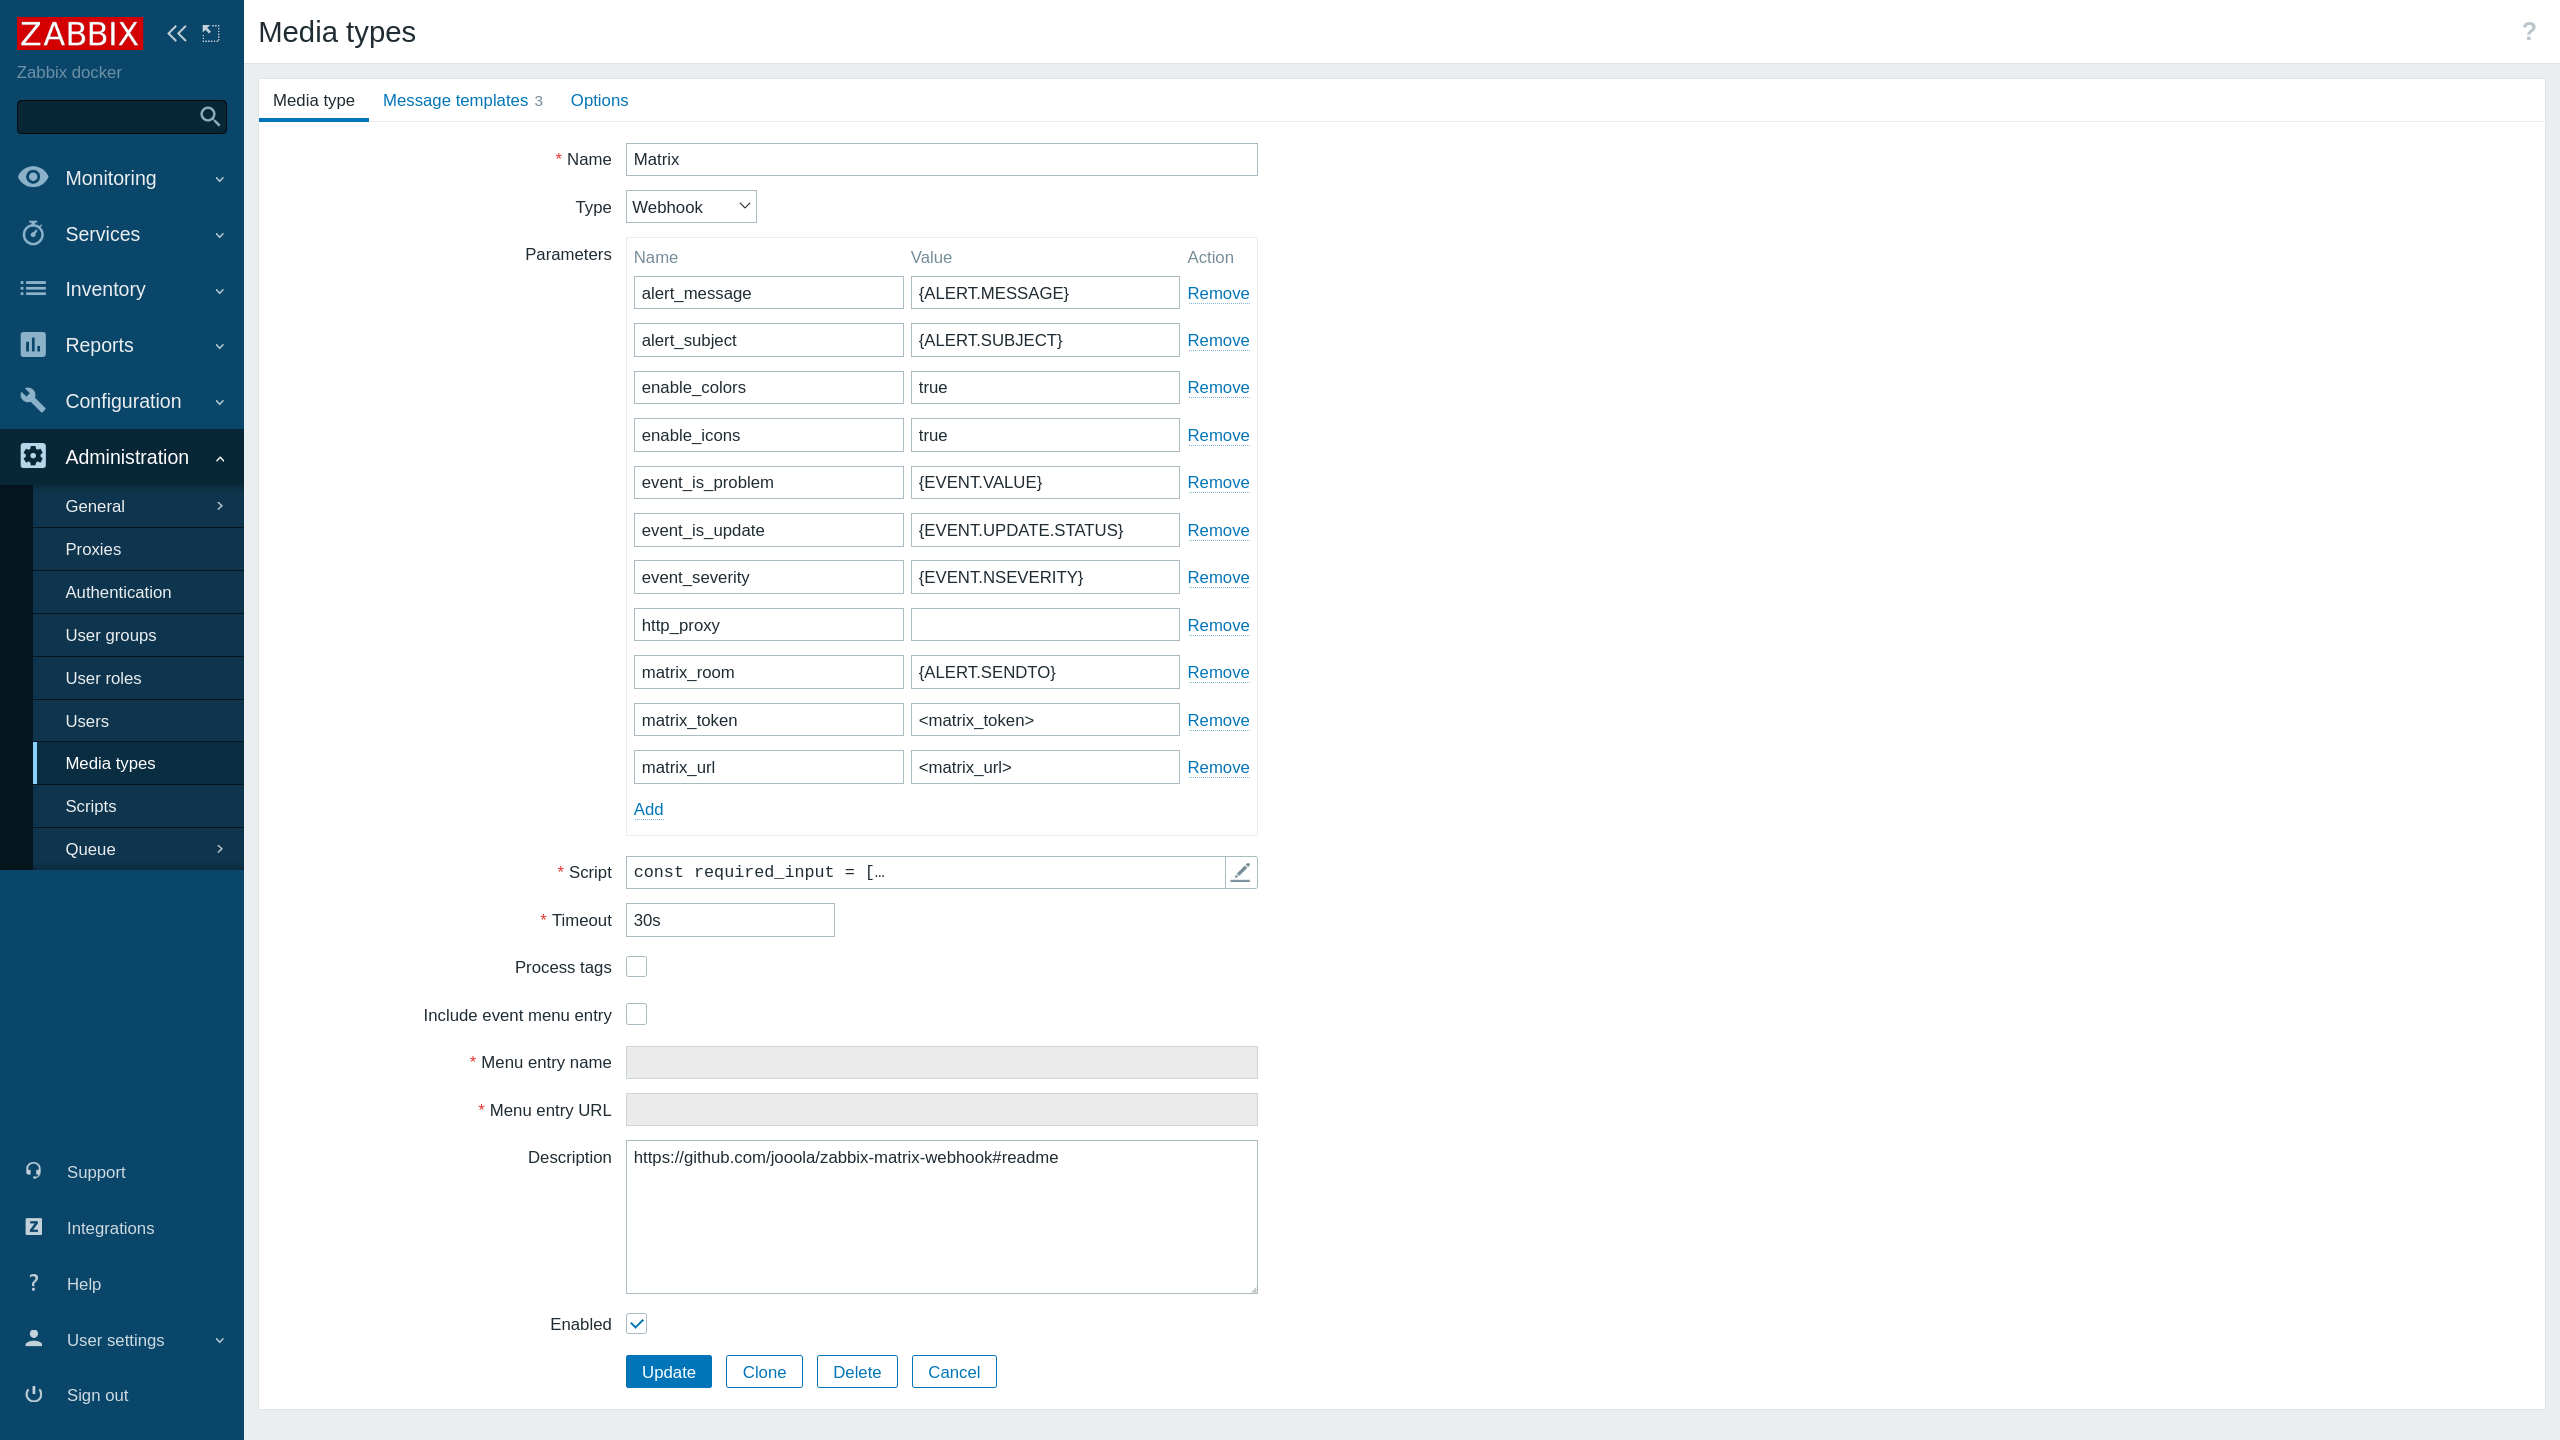 ZABBIX
Zabbix docker
Monitoring
Services
Inventory
Reports
Configuration
Administration
General
Proxies
Authentication
User groups
User roles
Users
Media types
Scripts
Queue
Support
Integrations
Help
User settings
Sign out
Media types
?
Media type Message templates 3 Options
* Name Matrix
Type Webhook
Parameters Name Value Action
alert_message {ALERT.MESSAGE} Remove
alert_subject {ALERT.SUBJECT} Remove
enable_colors true Remove
enable_icons true Remove
event_is_problem {EVENT.VALUE} Remove
event_is_update {EVENT.UPDATE.STATUS} Remove
event_severity {EVENT.NSEVERITY} Remove
http_proxy Remove
matrix_room {ALERT.SENDTO} Remove
matrix_token <matrix_token> Remove
matrix_url <matrix_url> Remove
Add
* Script const required_input = […
* Timeout 30s
Process tags
Include event menu entry
* Menu entry name
* Menu entry URL
Description https://github.com/jooola/zabbix-matrix-webhook#readme
Enabled
Update Clone Delete Cancel